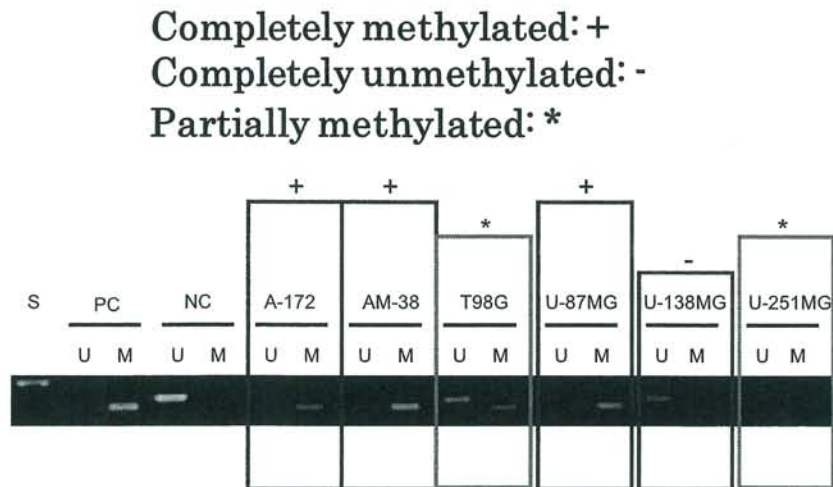 Completely methylated: +
Completely unmethylated: -
Partially methylated: *
+ + +
* *
-
S PC NC A-172 AM-38 T98G U-87MG U-138MG U-251MG
U M U M U M U M U M U M U M U M